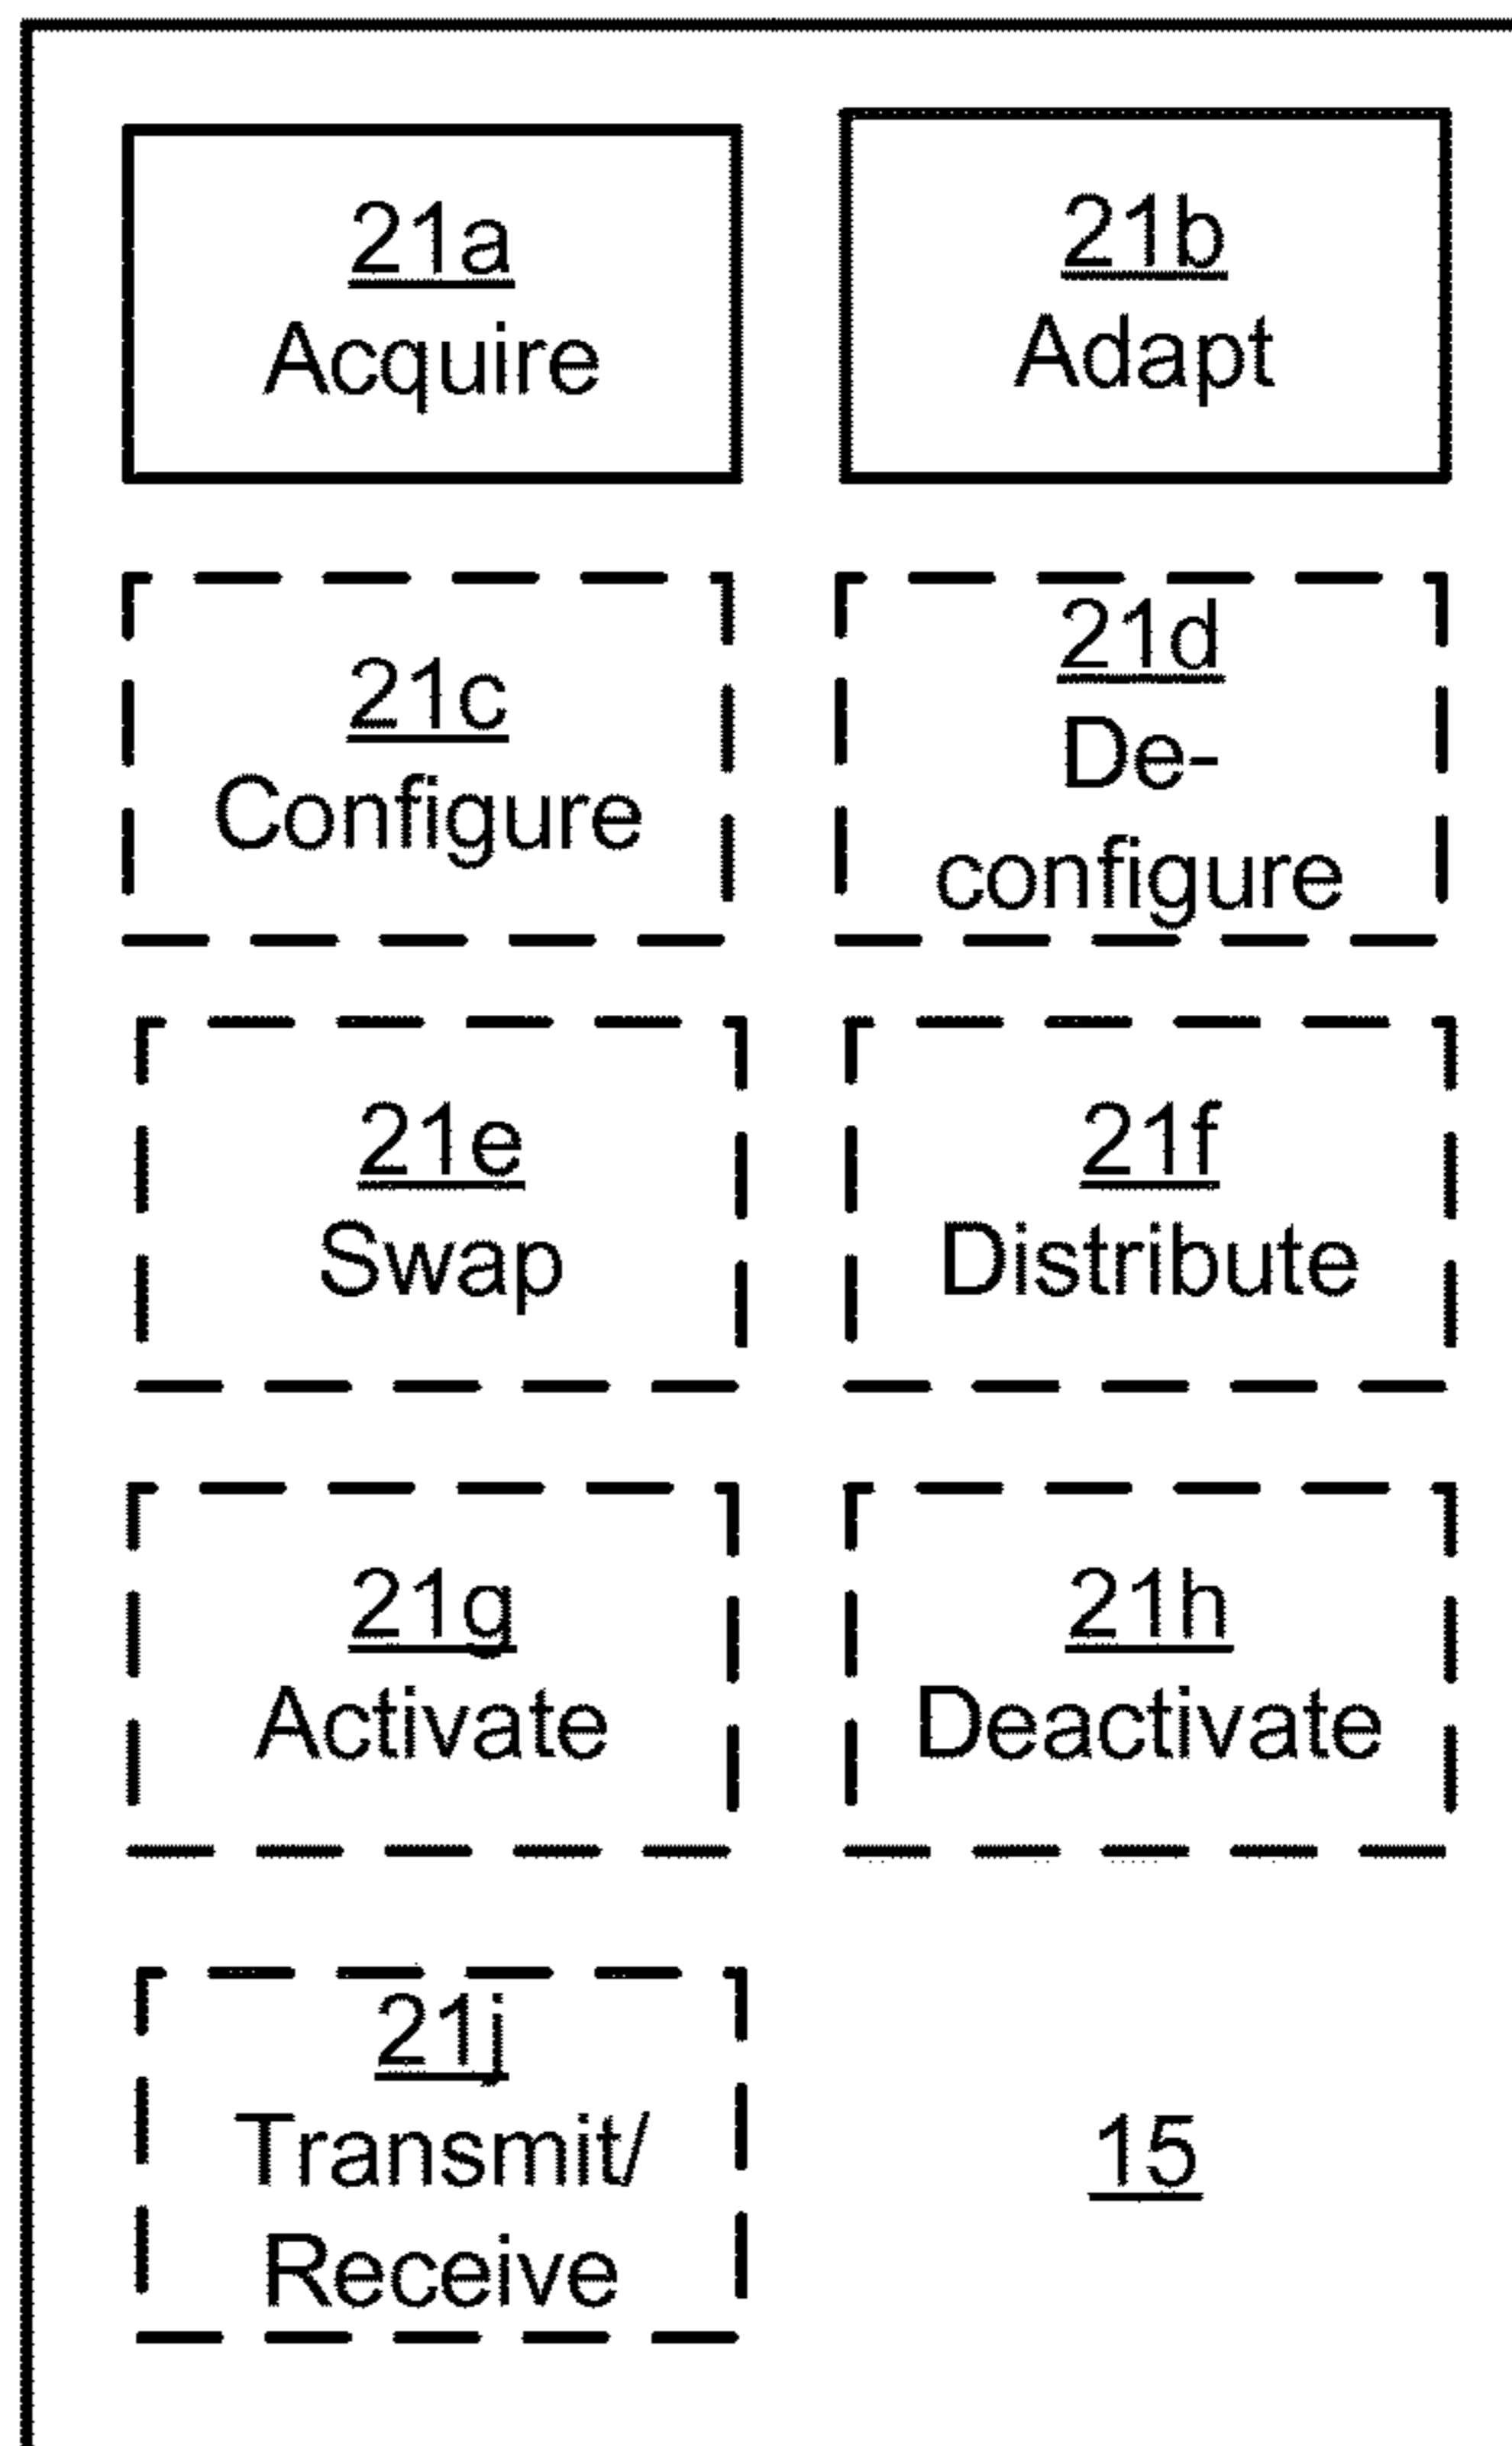 21a
Acquire
21b
Adapt
21c
Configure
21d
De-
configure
21e
Swap
21f
Distribute
21g
Activate
21h
Deactivate
21j
Transmit/
Receive
15